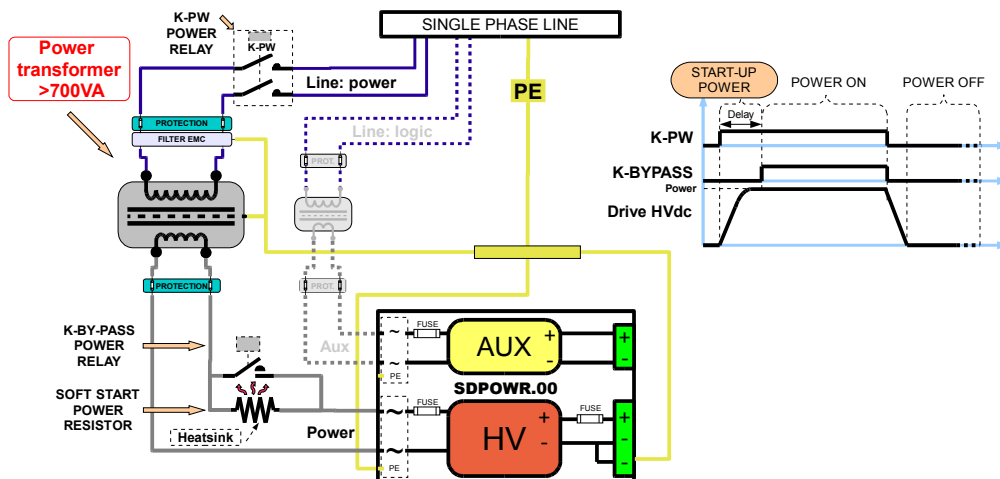 SINGLE PHASE LINE
K-PW
POWER
RELAY
K-PW
Power
transformer
>700VA
Line: power
PE
PROTECTION
FILTER EMC
Line: logic
PROT.
PROTECTION
PROT.
K-BY-PASS
POWER
RELAY
Aux
SOFT START
POWER
RESISTOR
Heatsink
Power
~
~
PE
FUSE
AUX
+
-
+
-
SDPOWR.00
~
~
PE
FUSE
HV
+
-
FUSE
+
-
-
START-UP
POWER
POWER ON
POWER OFF
Delay
K-PW
K-BYPASS
Power
Drive HVdc